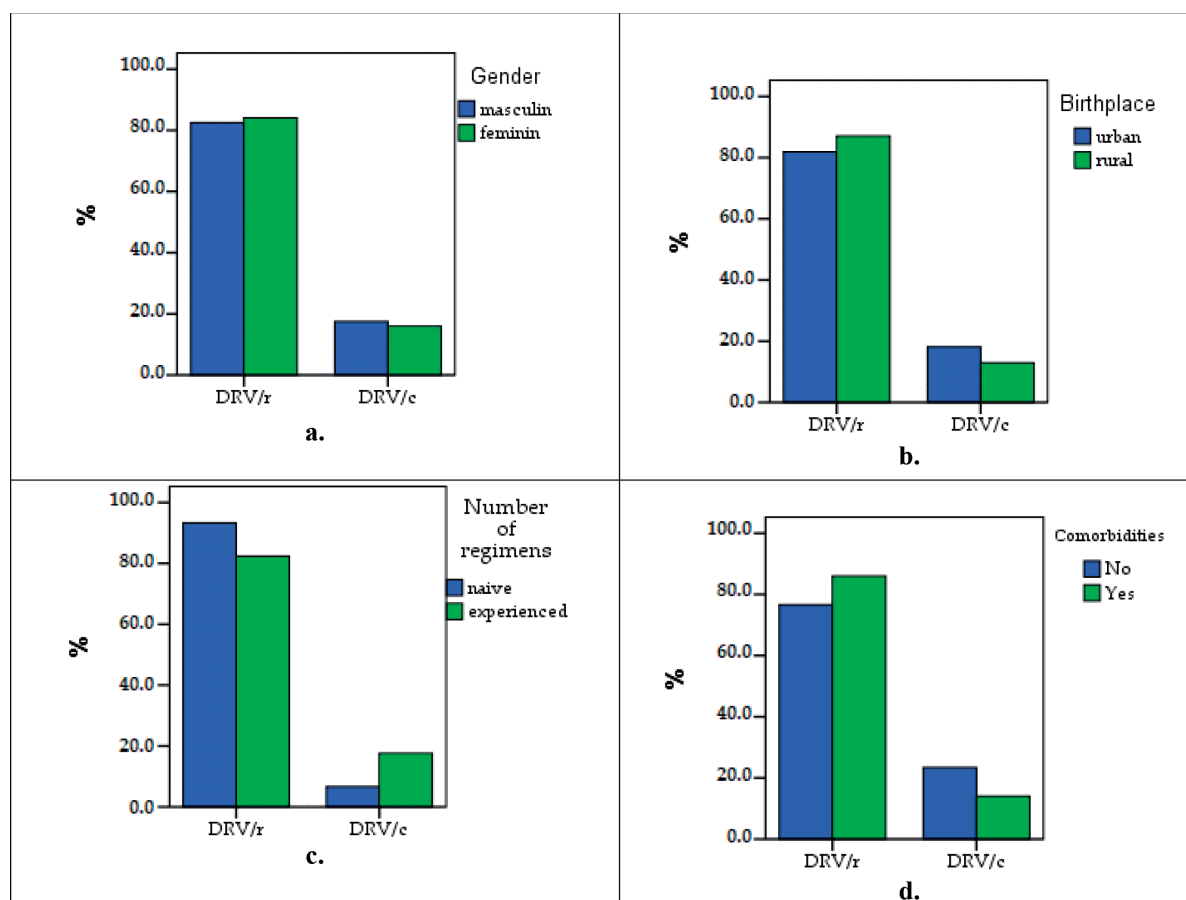 100.0
80.0
60.0
40.0
20.0
0.0
%
Gender
masculin
feminin
DRV/r DRV/c
a.
100.0
80.0
60.0
40.0
20.0
0.0
%
Birthplace
urban
rural
DRV/r DRV/c
b.
100.0
80.0
60.0
40.0
20.0
0.0
%
Number
of
regimens
naive
experienced
DRV/r DRV/c
c.
100.0
80.0
60.0
40.0
20.0
0.0
%
Comorbidities
No
Yes
DRV/r DRV/c
d.